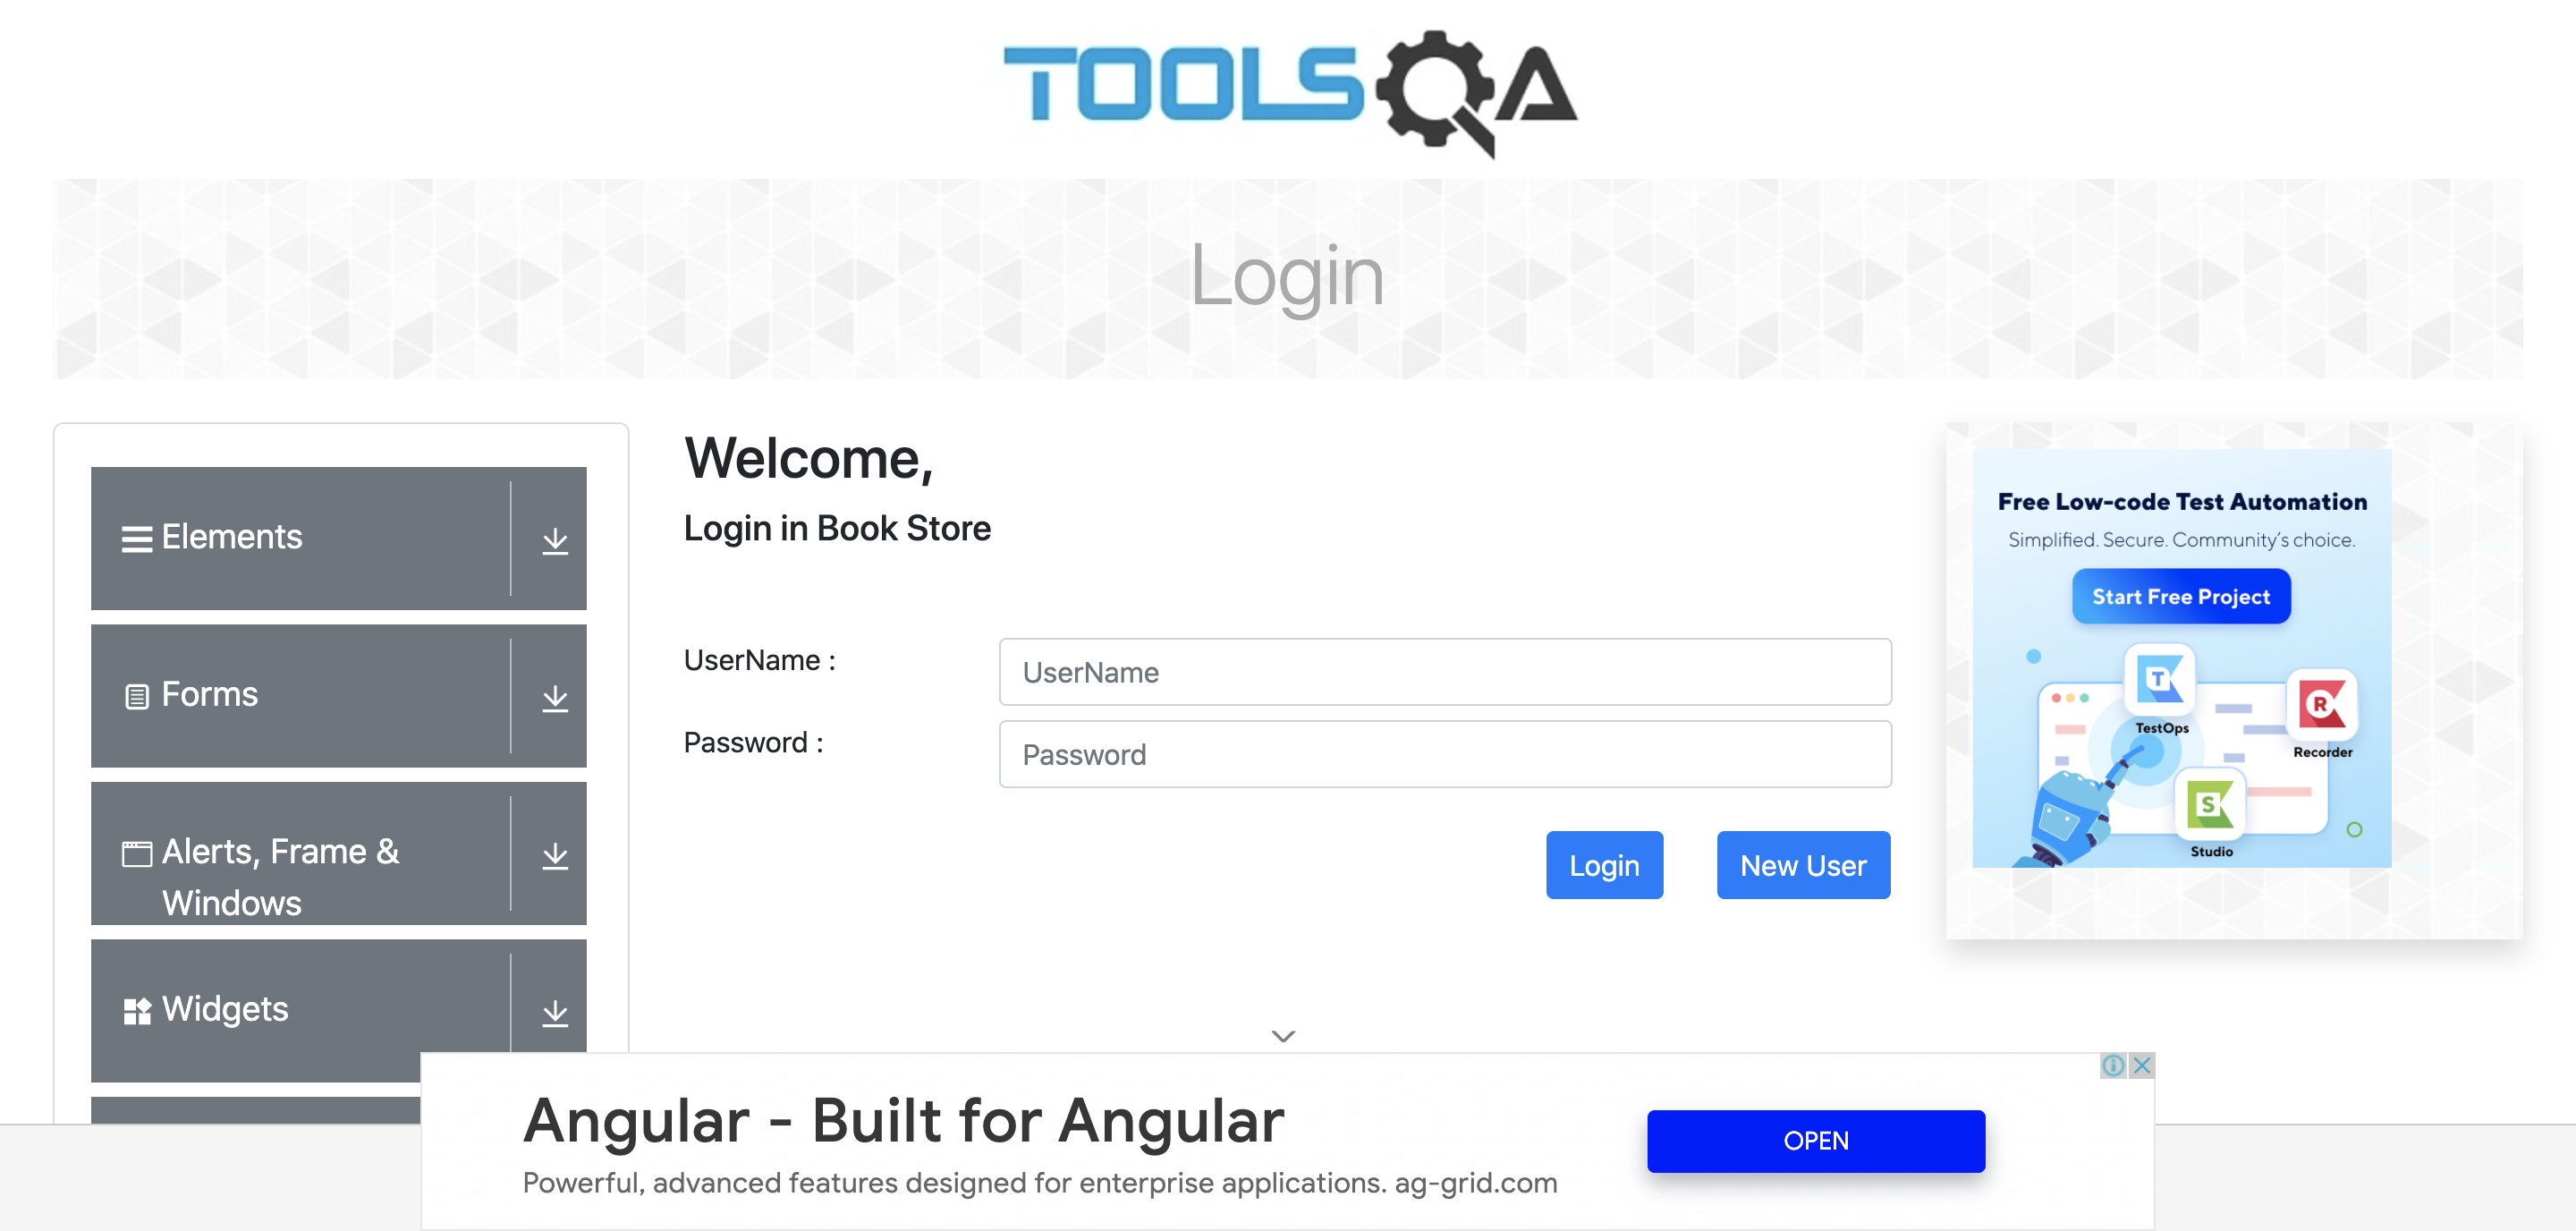 TOOLSQA
Login
Elements
Forms
Alerts, Frame &
Windows
Widgets
Welcome,
Login in Book Store
UserName :
UserName
Password :
Password
Login
New User
Free Low-code Test Automation
Simplified. Secure. Community’s choice.
Start Free Project
T
TestOps
R
Recorder
S
Studio
Angular - Built for Angular
Powerful, advanced features designed for enterprise applications. ag-grid.com
OPEN